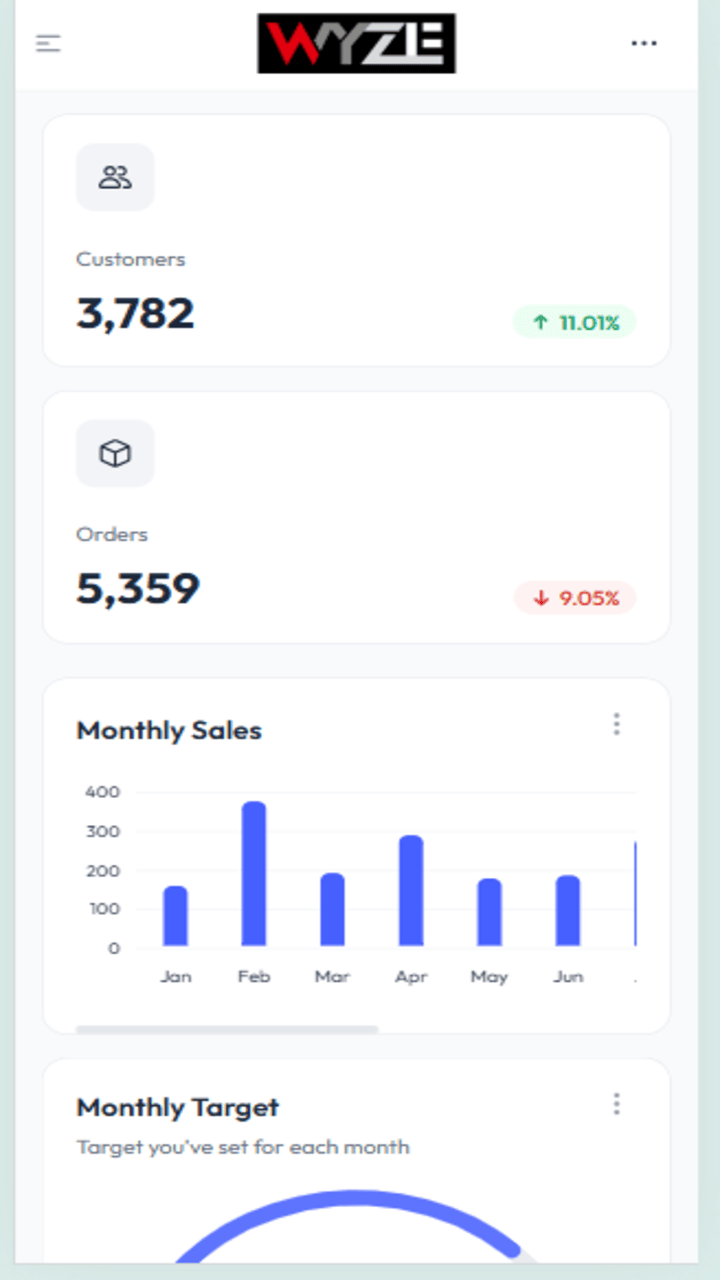 WYZE
Customers
3,782
↑ 11.01%
Orders
5,359
↓ 9.05%
Monthly Sales
400
300
200
100
0
Jan Feb Mar Apr May Jun
Monthly Target
Target you've set for each month